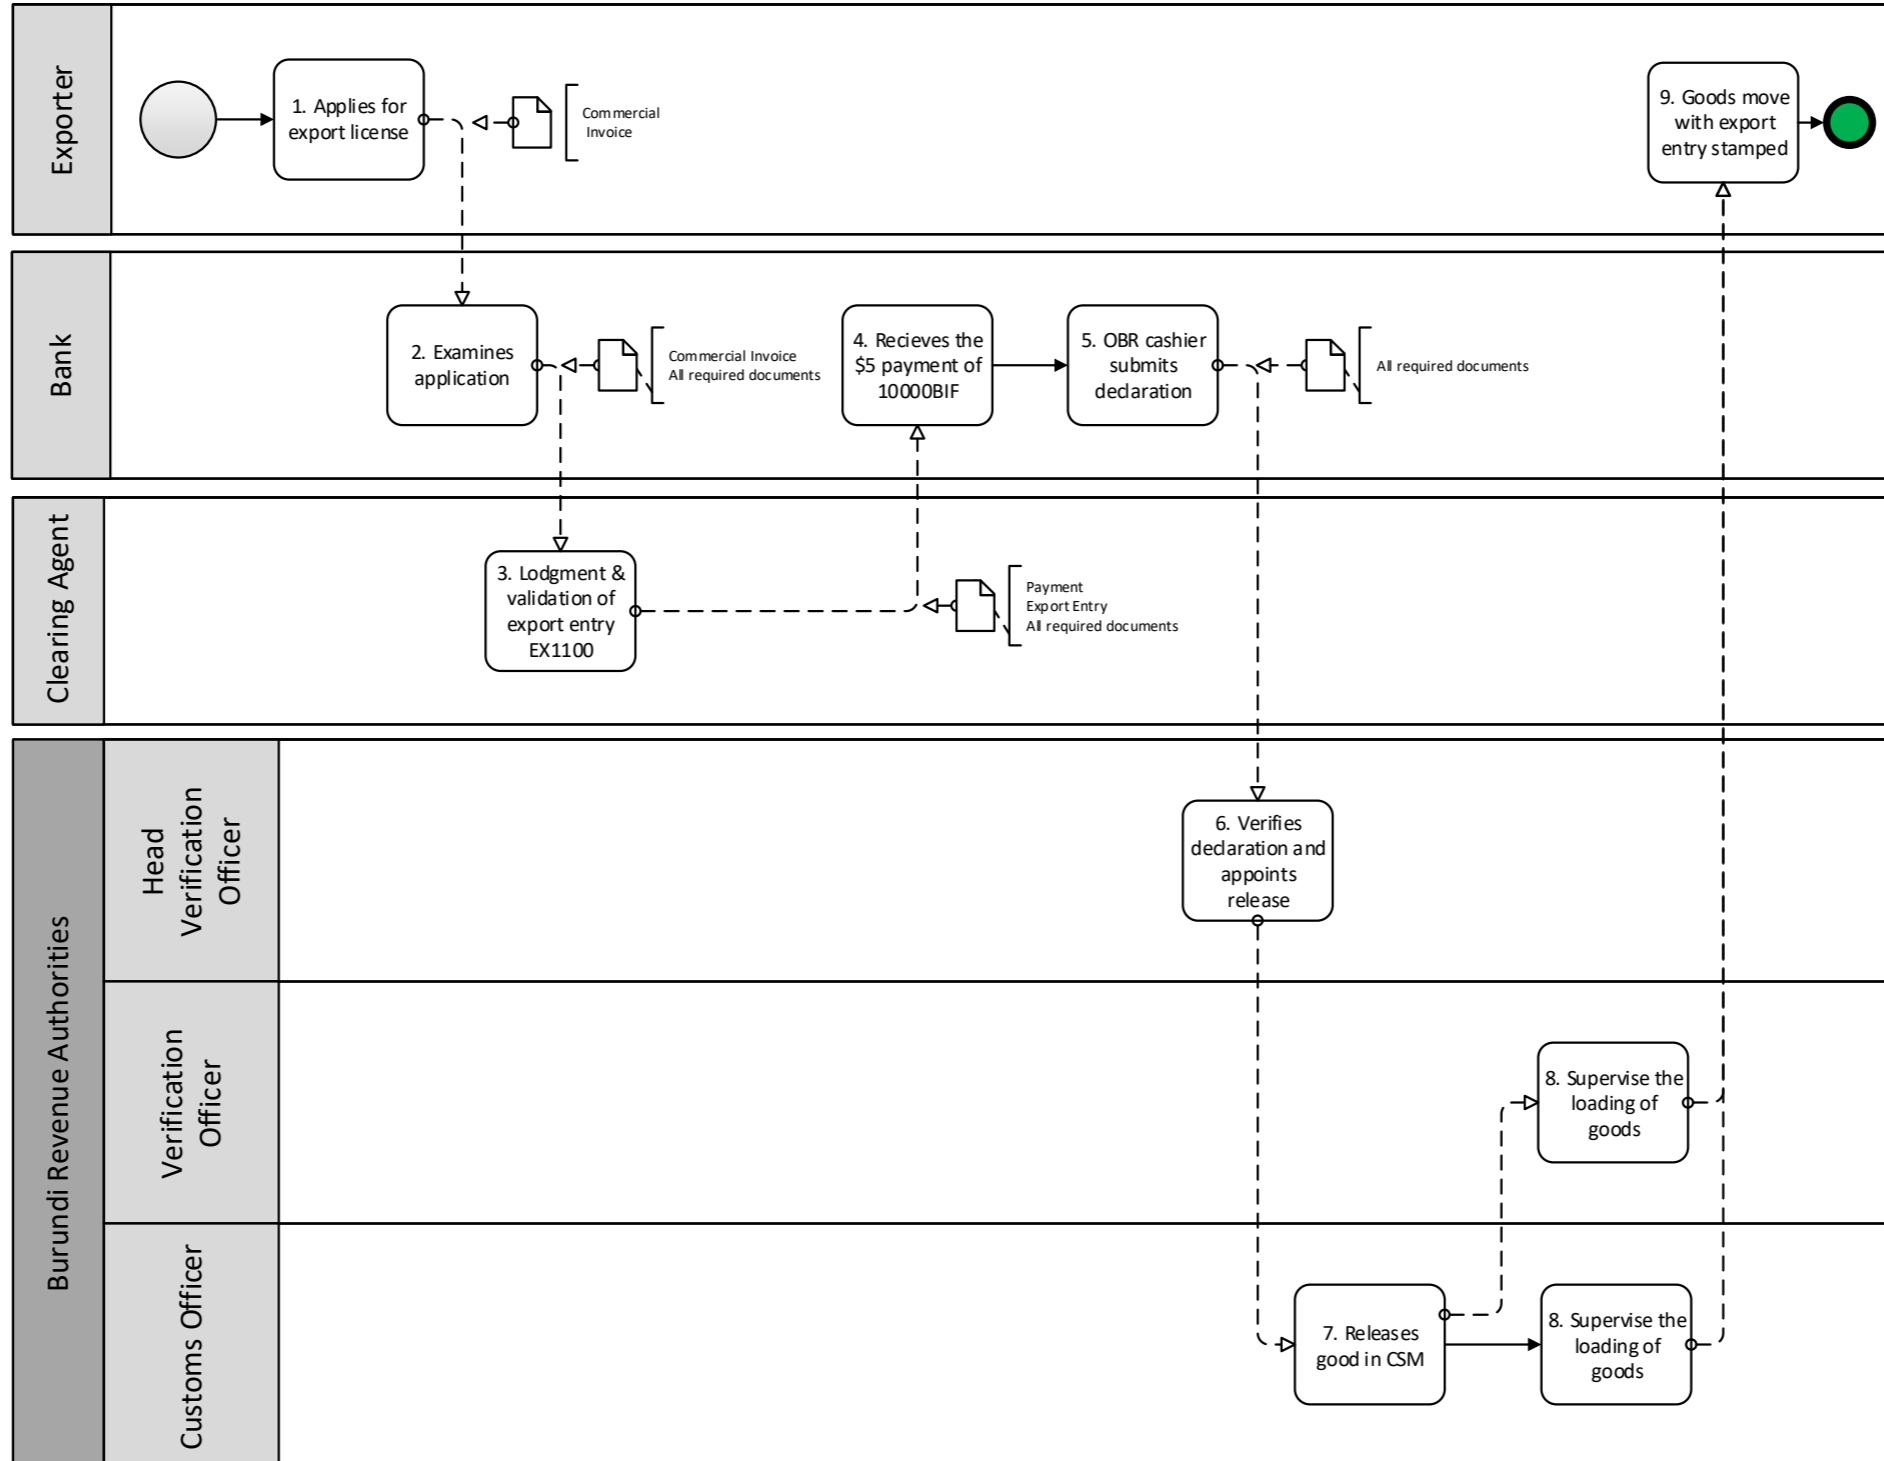 Exporter
1. Applies for
export license
Commercial
Invoice
9. Goods move
with export
entry stamped
Bank
2. Examines
application
Commercial Invoice
All required documents
4. Recieves the
$5 payment of
10000BIF
5. OBR cashier
submits
declaration
All required documents
Clearing Agent
3. Lodgment &
validation of
export entry
EX1100
Payment
Export Entry
All required documents
Burundi Revenue Authorities
Head
Verification
Officer
6. Verifies
declaration and
appoints
release
Verification
Officer
8. Supervise the
loading of
goods
Customs Officer
7. Releases
good in CSM
8. Supervise the
loading of
goods